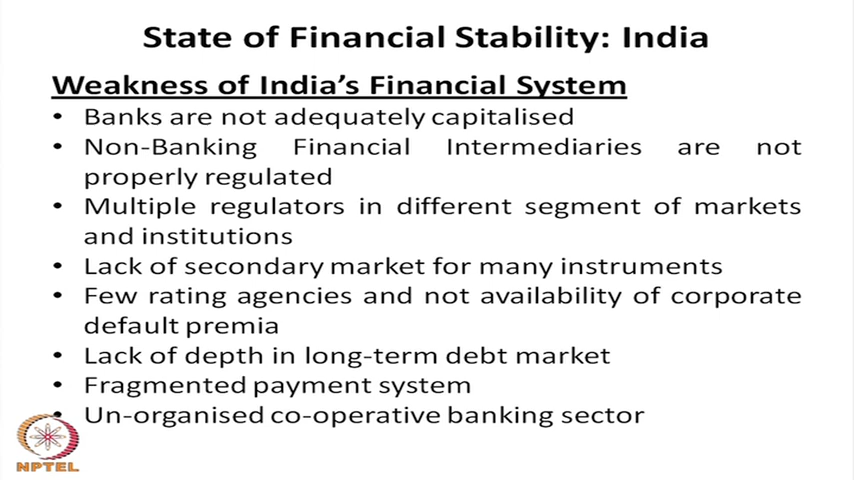 State of Financial Stability: India
Weakness of India's Financial System
• Banks are not adequately capitalised
• Non-Banking Financial Intermediaries are not
properly regulated
• Multiple regulators in different segment of markets
and institutions
• Lack of secondary market for many instruments
• Few rating agencies and not availability of corporate
default premia
• Lack of depth in long-term debt market
• Fragmented payment system
• Un-organised co-operative banking sector
NPTEL